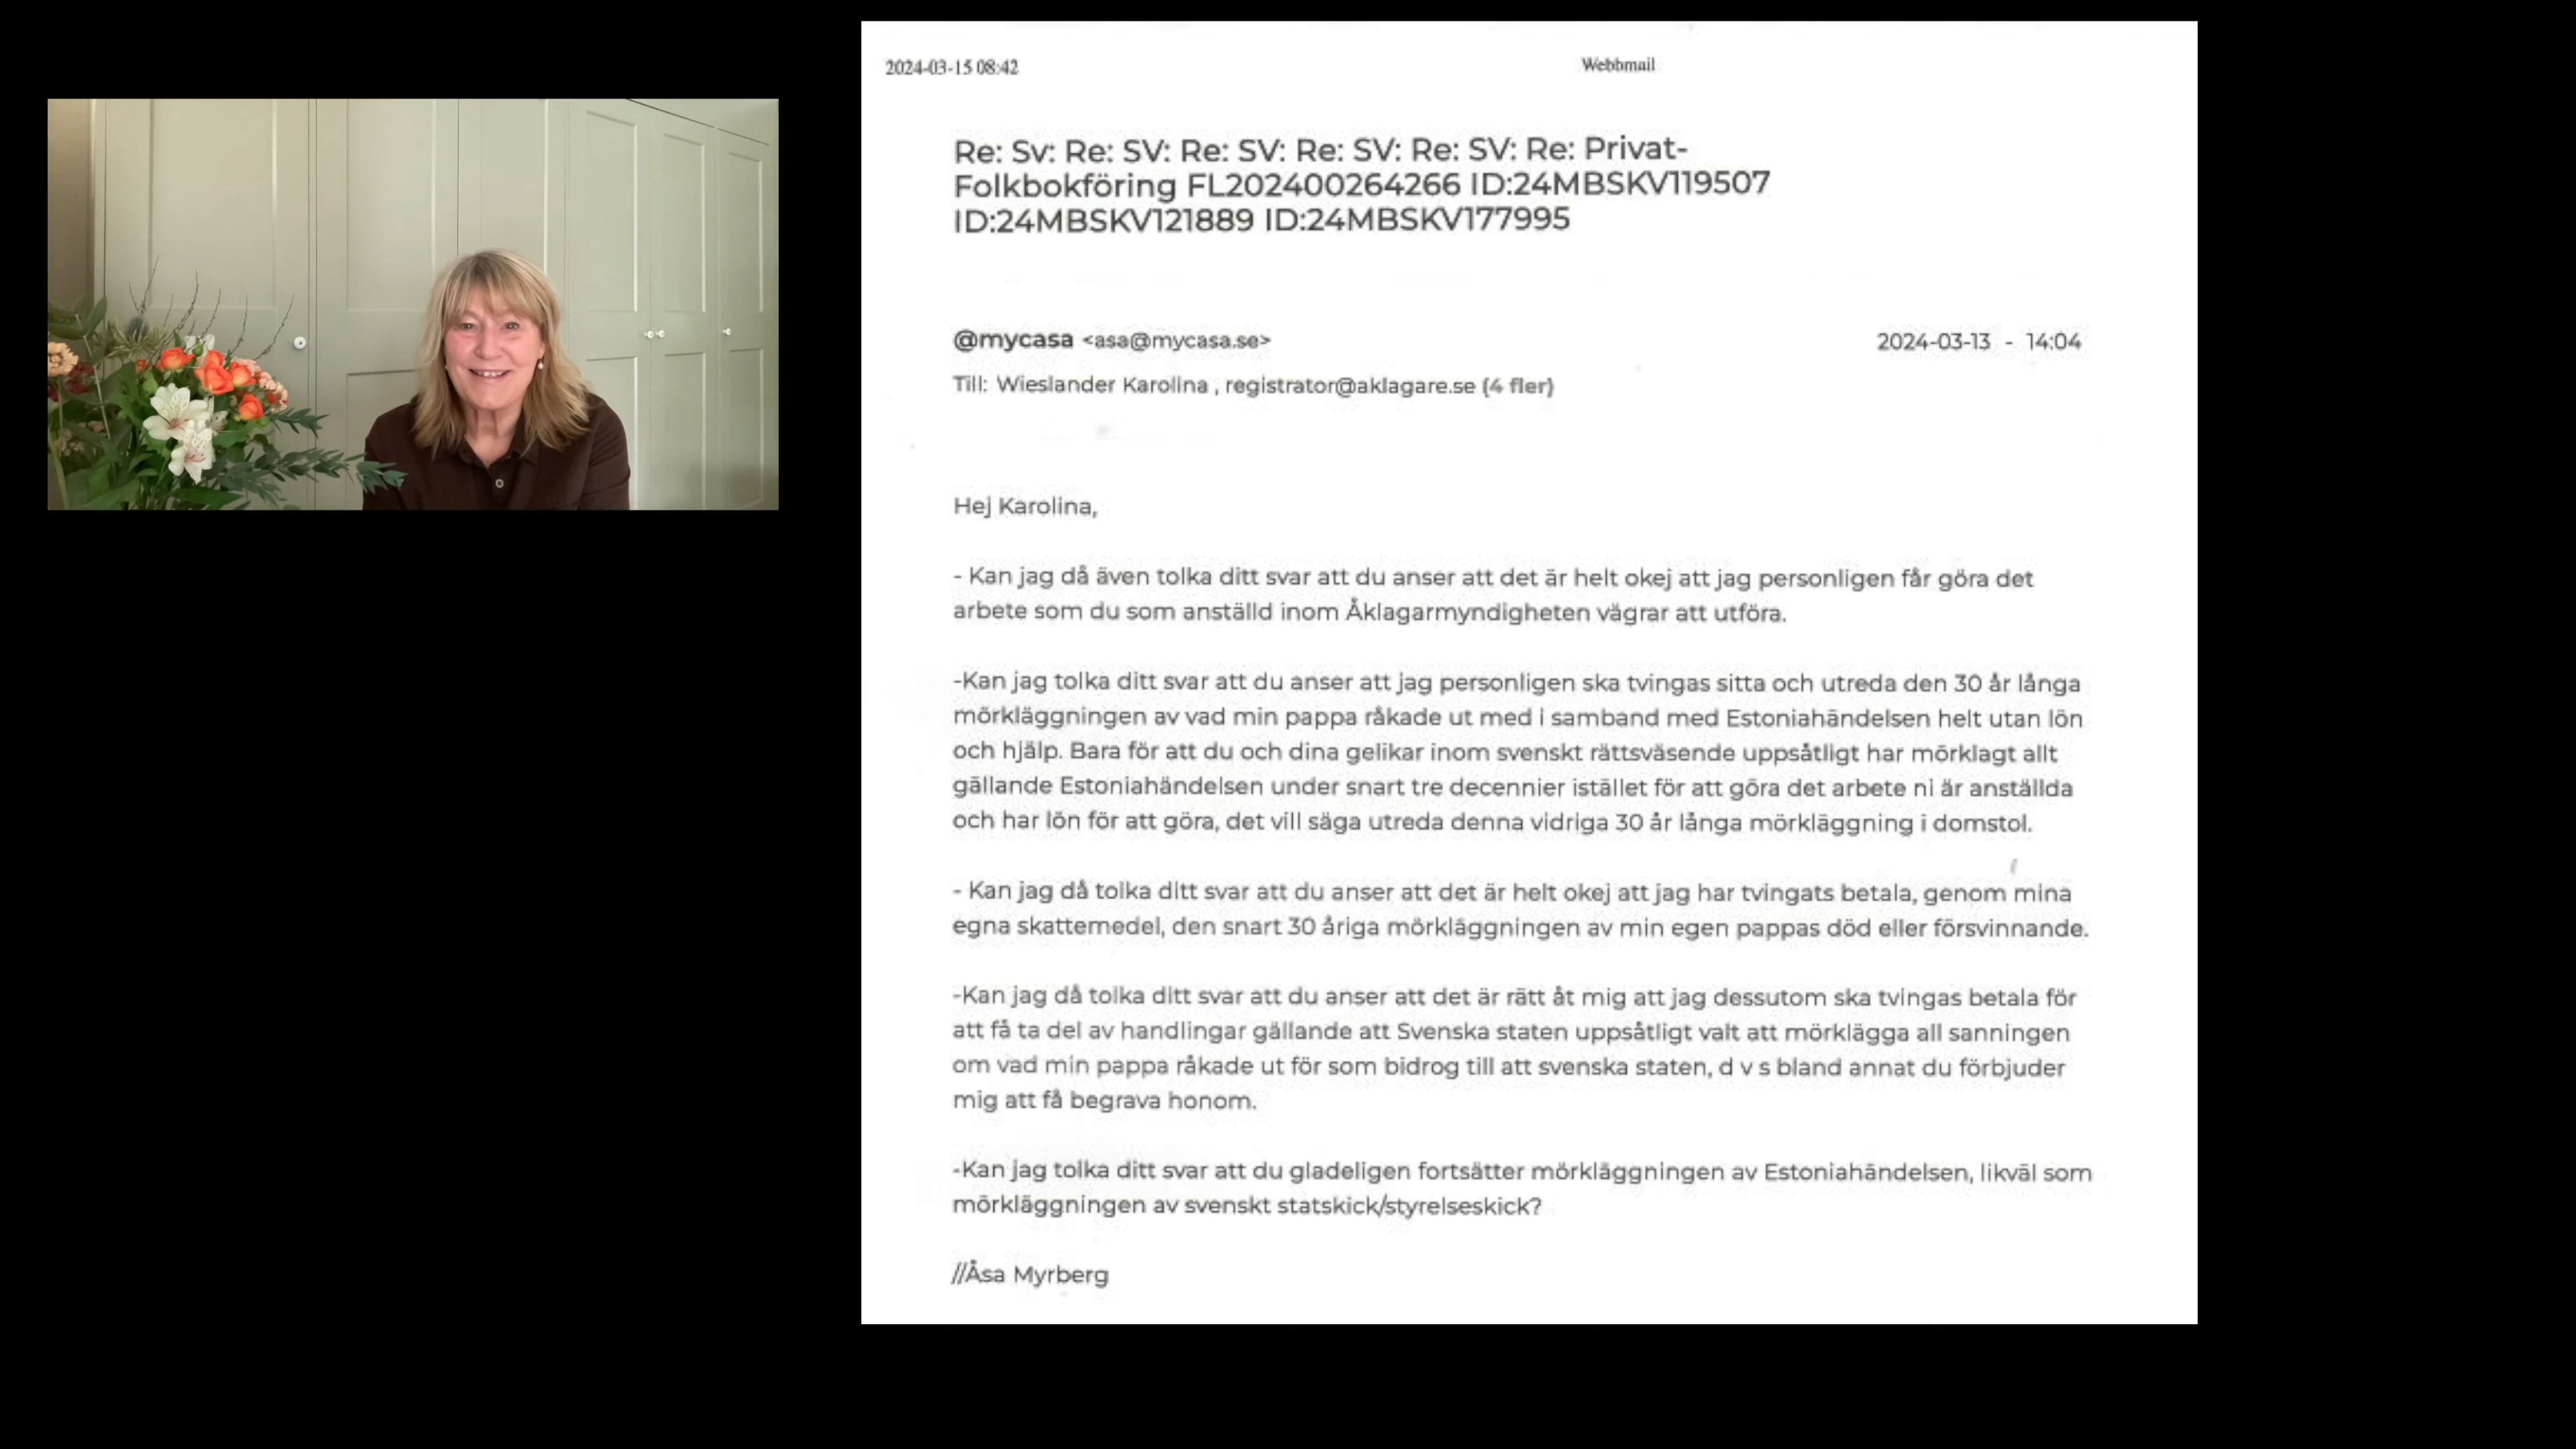 2024-03-15 08:42
Webbmail
Re: Sv: Re: SV: Re: SV: Re: SV: Re: SV: Re: Privat-
Folkbokföring FL202400264266 ID:24MBSKV119507
ID:24MBSKV121889 ID:24MBSKV177995
@mycasa <asa@mycasa.se>
2024-03-13 - 14:04
Till: Wieslander Karolina , registrator@aklagare.se (4 fler)
Hej Karolina,
- Kan jag då även tolka ditt svar att du anser att det är helt okej att jag personligen får göra det
arbete som du som anställd inom Åklagarmyndigheten vägrar att utföra.
-Kan jag tolka ditt svar att du anser att jag personligen ska tvingas sitta och utreda den 30 år långa
mörkläggningen av vad min pappa råkade ut med i samband med Estoniahändelsen helt utan lön
och hjälp. Bara för att du och dina gelikar inom svenskt rättsväsende uppsåtligt har mörklagt allt
gällande Estoniahändelsen under snart tre decennier istället för att göra det arbete ni är anställda
och har lön för att göra, det vill säga utreda denna vidriga 30 år långa mörkläggning i domstol.
- Kan jag då tolka ditt svar att du anser att det är helt okej att jag har tvingats betala, genom mina
egna skattemedel, den snart 30 åriga mörkläggningen av min egen pappas död eller försvinnande.
-Kan jag då tolka ditt svar att du anser att det är rätt åt mig att jag dessutom ska tvingas betala för
att få ta del av handlingar gällande att Svenska staten uppsåtligt valt att mörklägga all sanningen
om vad min pappa råkade ut för som bidrog till att svenska staten, d v s bland annat du förbjuder
mig att få begrava honom.
-Kan jag tolka ditt svar att du gladeligen fortsätter mörkläggningen av Estoniahändelsen, likväl som
mörkläggningen av svenskt statskick/styrelseskick?
//Åsa Myrberg